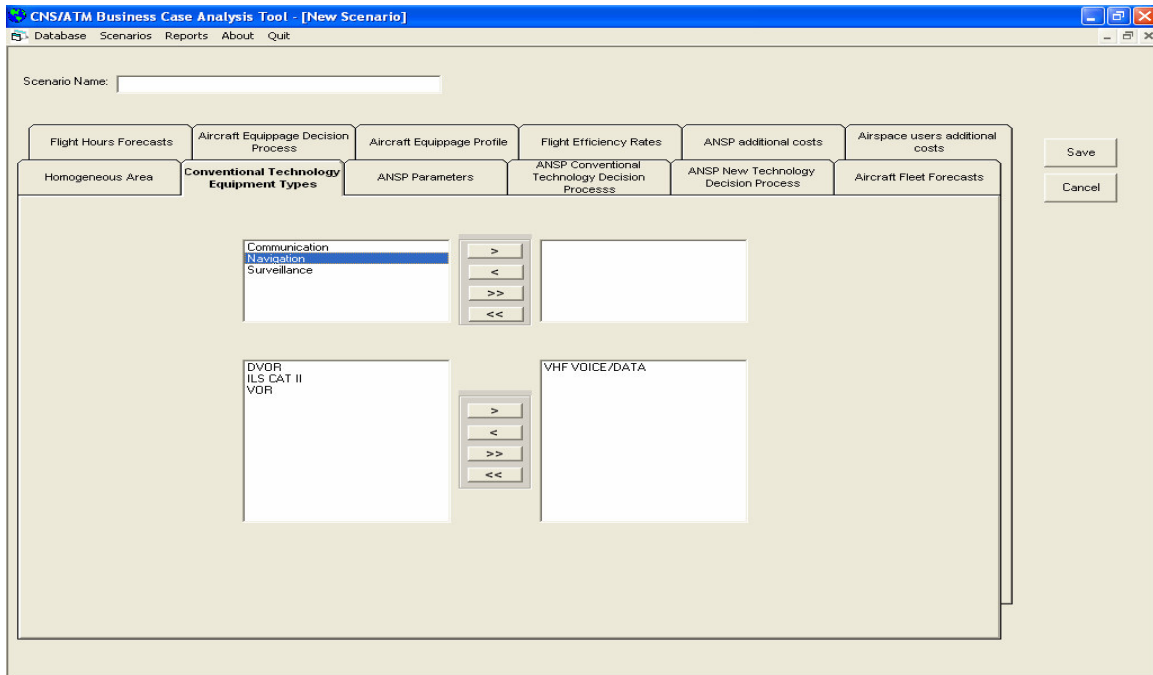 CNS/ATM Business Case Analysis Tool - [New Scenario]
Database Scenarios Reports About Quit
Scenario Name:
Flight Hours Forecasts
Aircraft Equippage Decision
Process
Aircraft Equippage Profile
Flight Efficiency Rates
ANSP additional costs
Airspace users additional
costs
Save
Homogeneous Area
Conventional Technology
Equipment Types
ANSP Parameters
ANSP Conventional
Technology Decision
Processs
ANSP New Technology
Decision Process
Aircraft Fleet Forecasts
Cancel
Communication
Navigation
Surveillance
>
<
>>
<<
DVOR
ILS CAT II
VOR
>
<
>>
<<
VHF VOICE/DATA